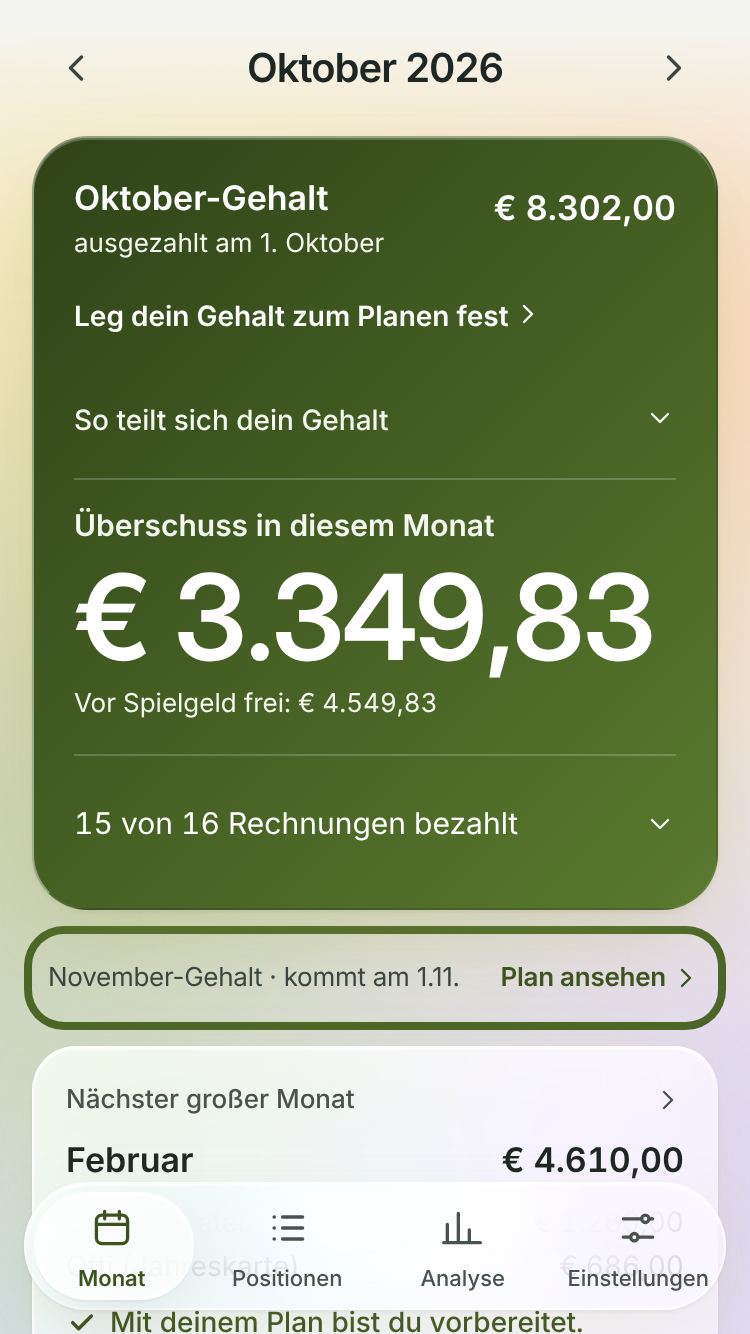 Oktober 2026
Oktober-Gehalt
€ 8.302,00
ausgezahlt am 1. Oktober
Leg dein Gehalt zum Planen fest
So teilt sich dein Gehalt
Überschuss in diesem Monat
€ 3.349,83
Vor Spielgeld frei: € 4.549,83
15 von 16 Rechnungen bezahlt
November-Gehalt · kommt am 1.11.
Plan ansehen
Nächster großer Monat
Februar
€ 4.610,00
€ 686,00
Monat
Positionen
Analyse
Einstellungen
Mit deinem Plan bist du vorbereitet.